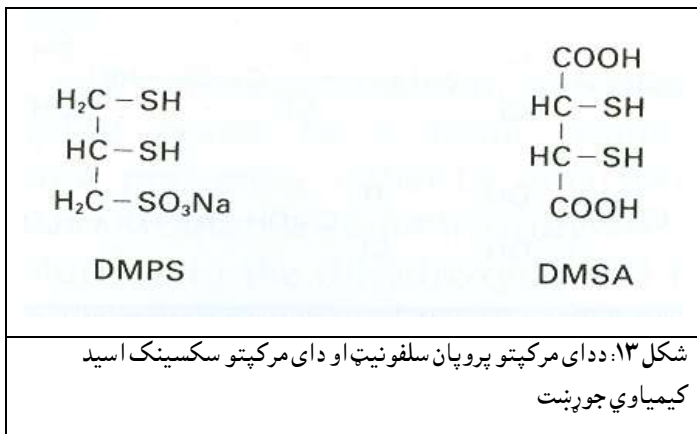 H₂C – SH
HC – SH
H₂C – SO₃Na
DMPS
COOH
HC – SH
HC – SH
COOH
DMSA
شکل ۱۳: ددای مرکپتو پروپان سلفونیټ او دای مرکپتو سکسینک اسید
کیمیاوي جوړښت